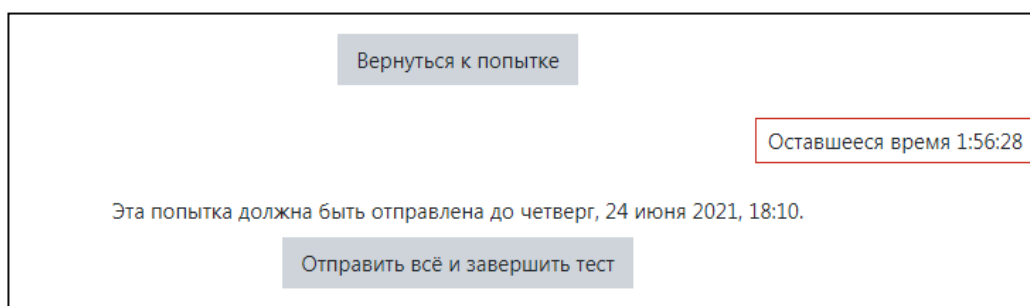 Вернуться к попытке
Оставшееся время 1:56:28
Эта попытка должна быть отправлена до четверг, 24 июня 2021, 18:10.
Отправить всё и завершить тест